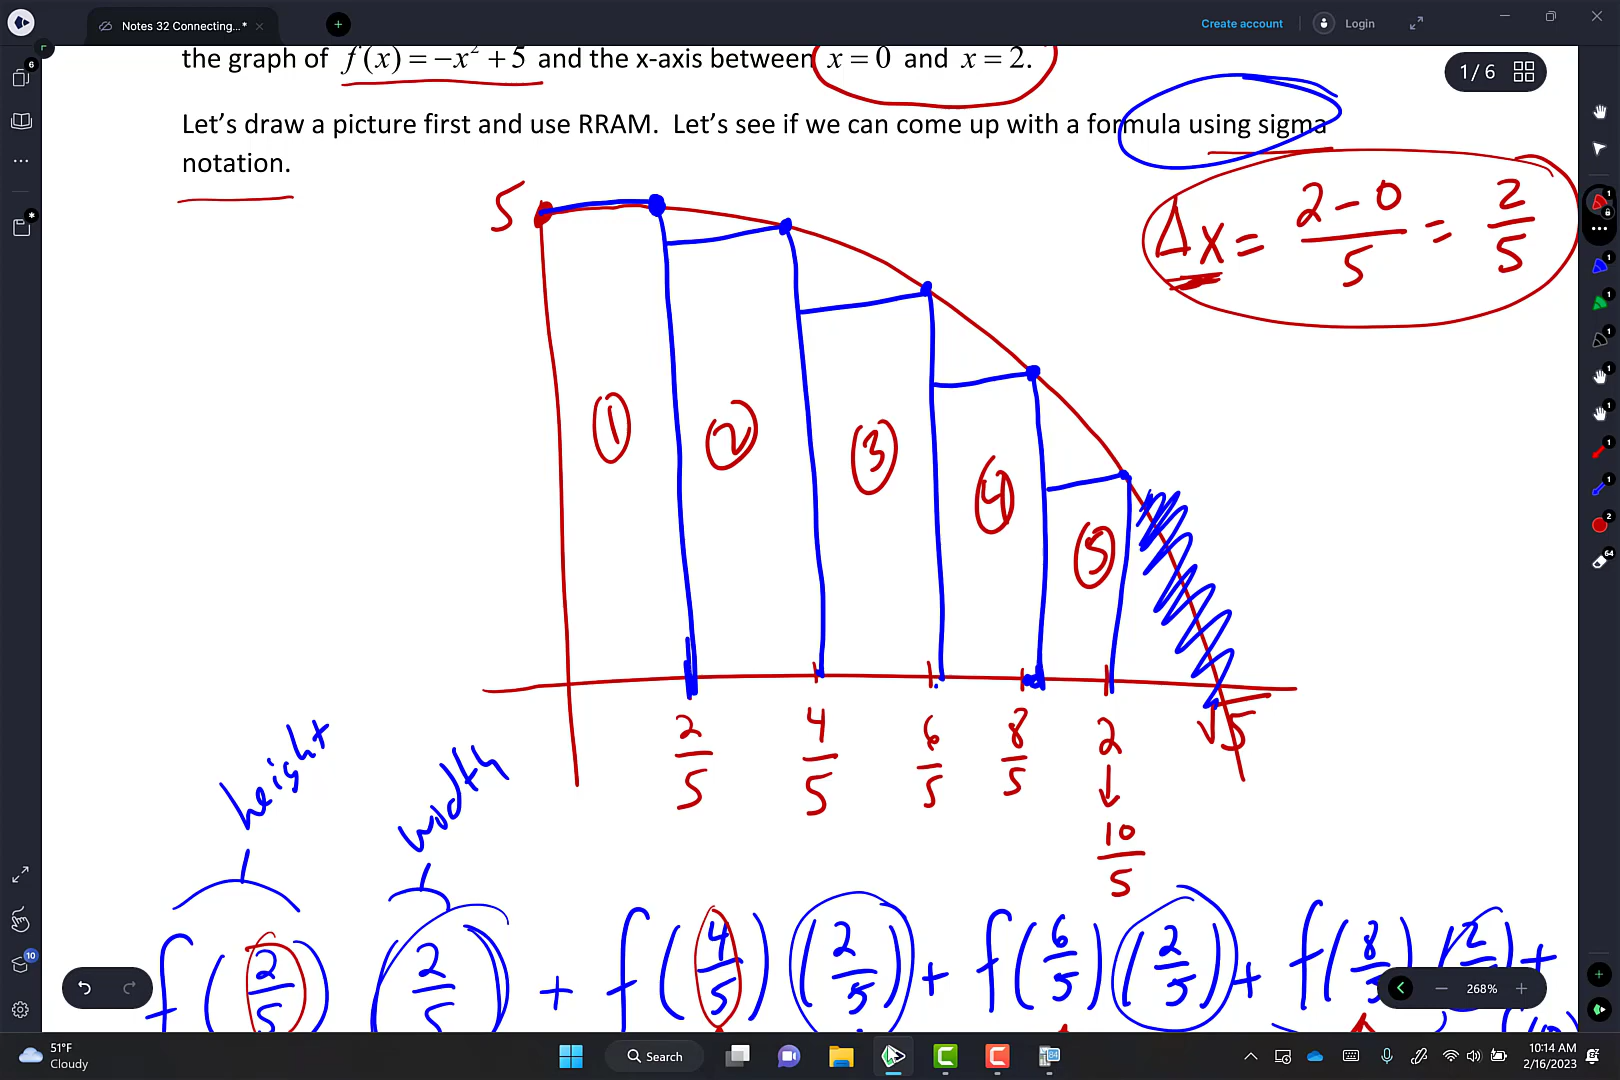 Notes 32 Connecting...*
Create account
Login
the graph of f(x) = −x² + 5 and the x-axis between x = 0 and x = 2.
1 / 6
Let's draw a picture first and use RRAM. Let's see if we can come up with a formula using sigma
notation.
5
Δx = (2 − 0)/5 = 2/5
① ② ③ ④ ⑤
2/5 4/5 6/5 8/5 2 √5
↓
10/5
height
width
f(2/5)(2/5) + f(4/5)(2/5) + f(6/5)(2/5) + f(8/5)
268%
51°F
Cloudy
Search
10:14 AM
2/16/2023